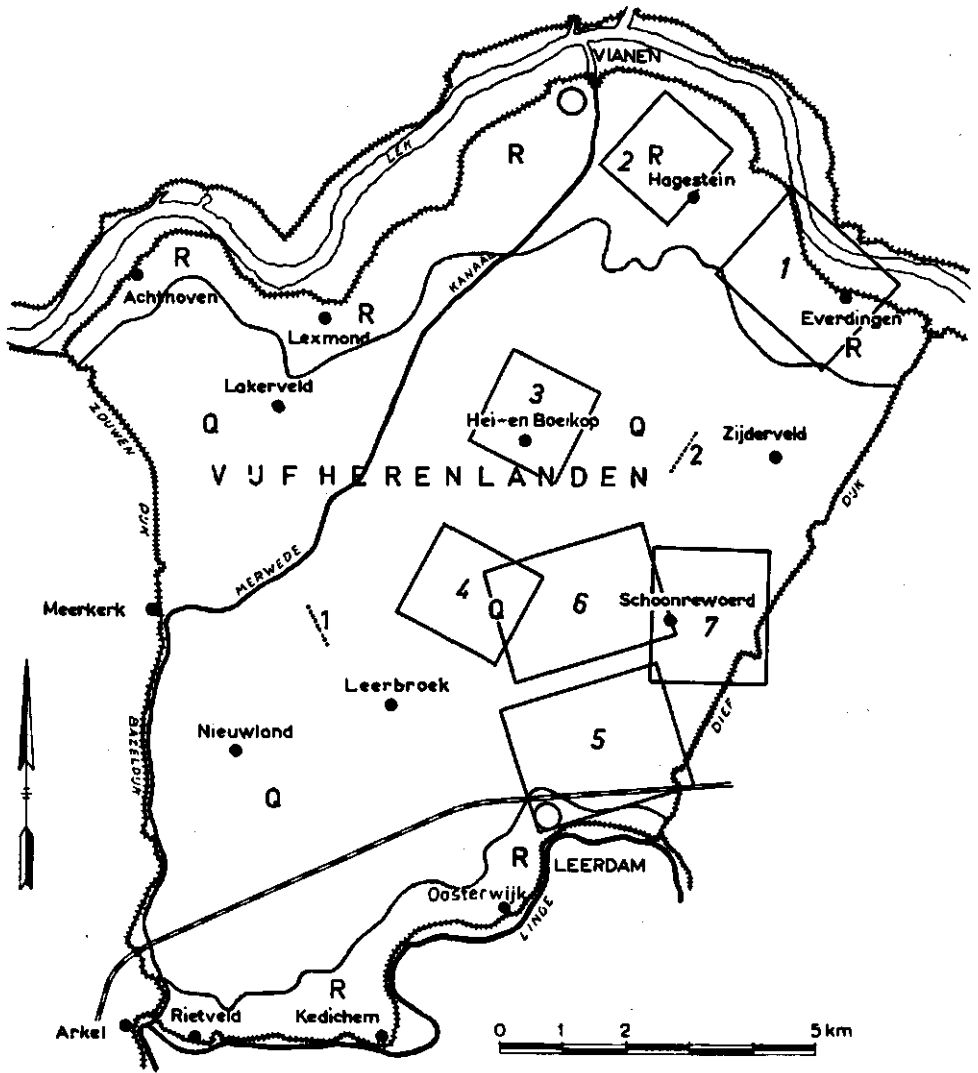 VIANEN
LEK
R
2
R
Hagestein
R
Achthoven
KANAAL
1
R
Lexmond
Everdingen
R
Lakerveld
3
ZOUWEN
Q
Hei-en Boeikop
Q
2
Zijderveld
VIJFHERENLANDEN
DIJK
DIJK
MERWEDE
Meerkerk
1
4
Q
6
Schoonrewoerd
7
Leerbroek
DIEF
Nieuwland
5
BAZELDIJK
Q
R
LEERDAM
Oosterwijk
LINGE
R
Rietveld
Kedichem
Arkel
0 1 2 5 km